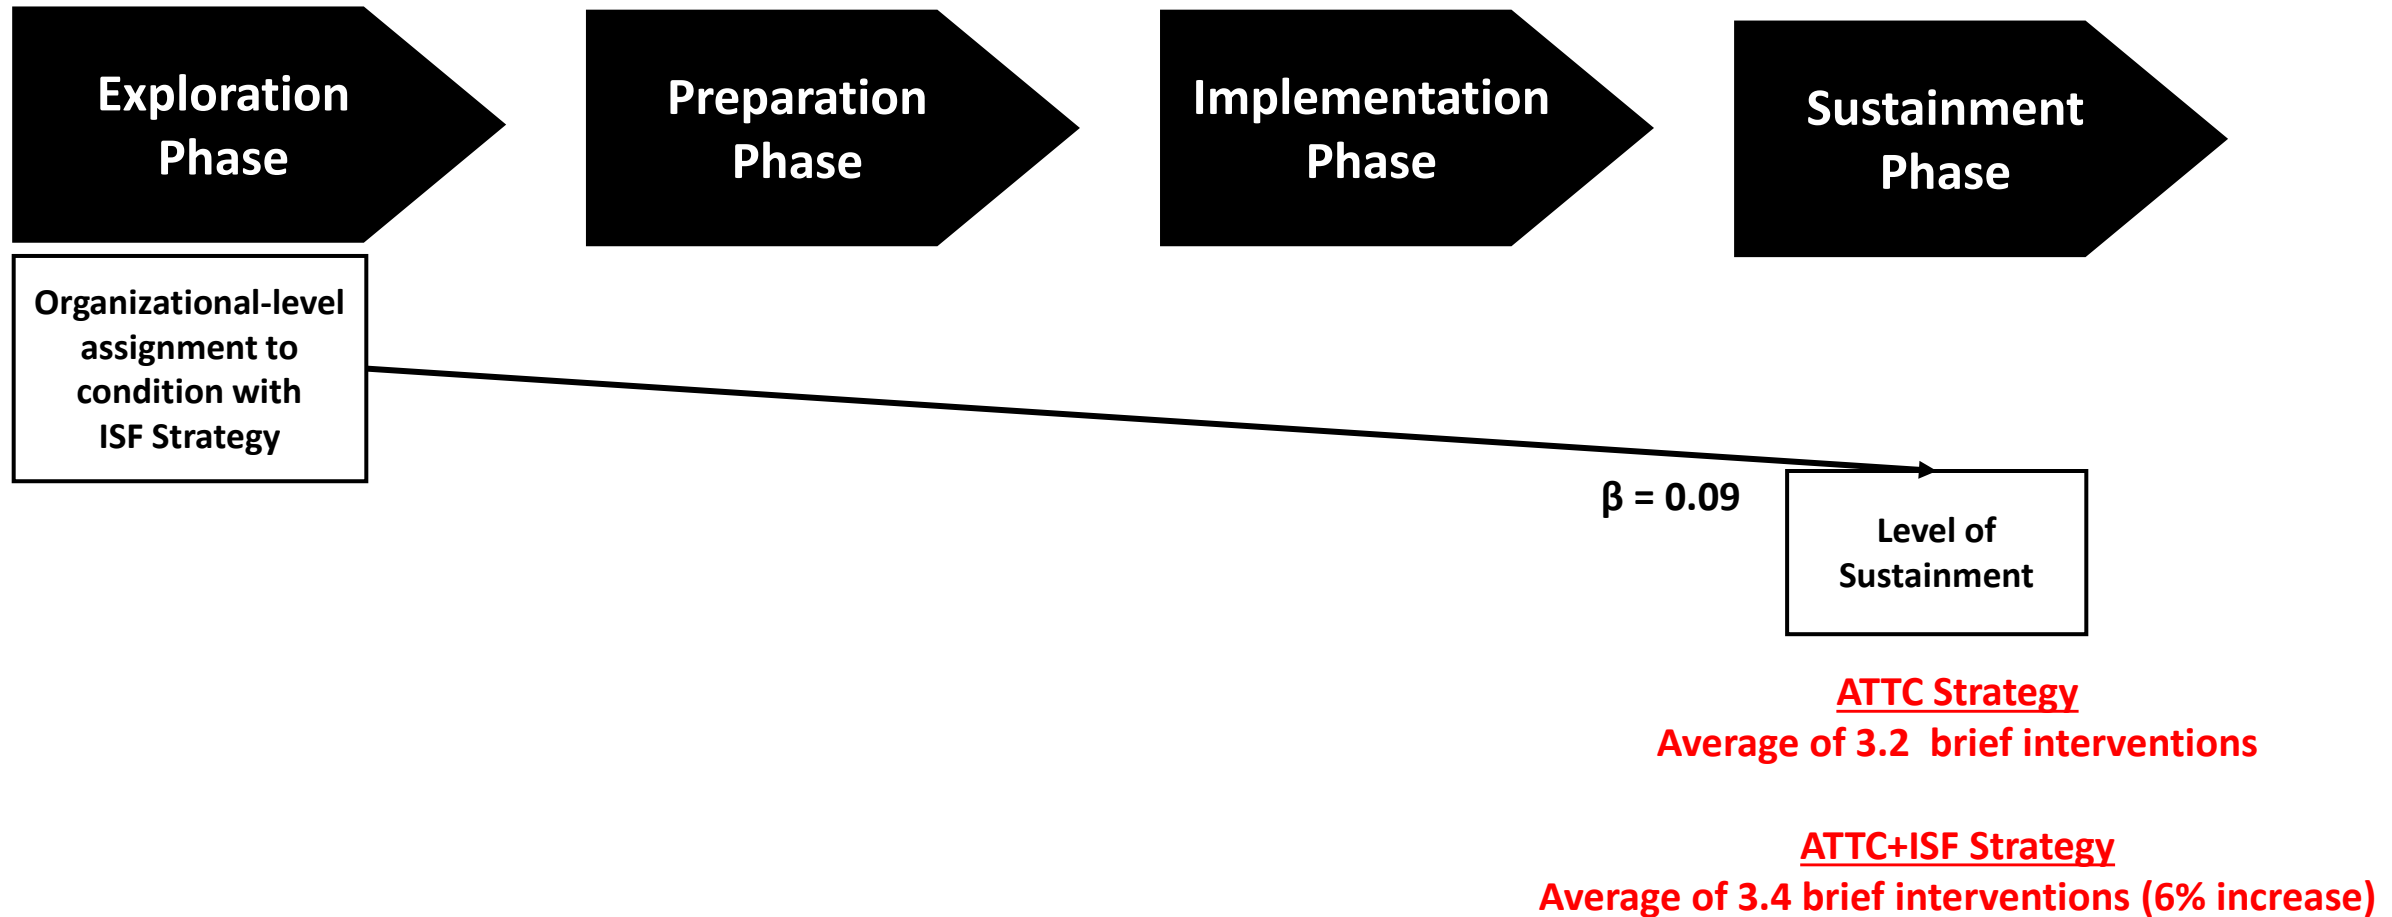 Exploration
Phase
Preparation
Phase
Implementation
Phase
Sustainment
Phase
Organizational-level
assignment to
condition with
ISF Strategy
β = 0.09
Level of
Sustainment
ATTC Strategy
Average of 3.2 brief interventions
ATTC+ISF Strategy
Average of 3.4 brief interventions (6% increase)